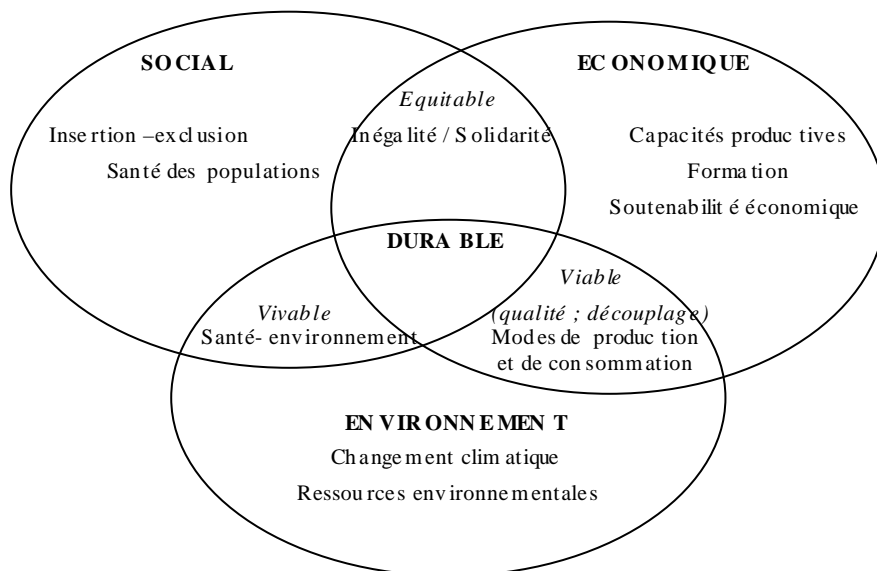 SOCIAL
ECONOMIQUE
Equitable
Insertion –exclusion
Inégalité / Solidarité
Capacités productives
Santé des populations
Formation
Soutenabilité économique
DURABLE
Viable
Vivable
(qualité ; découplage)
Santé- environnement
Modes de production
et de consommation
ENVIRONNEMENT
Changement climatique
Ressources environnementales